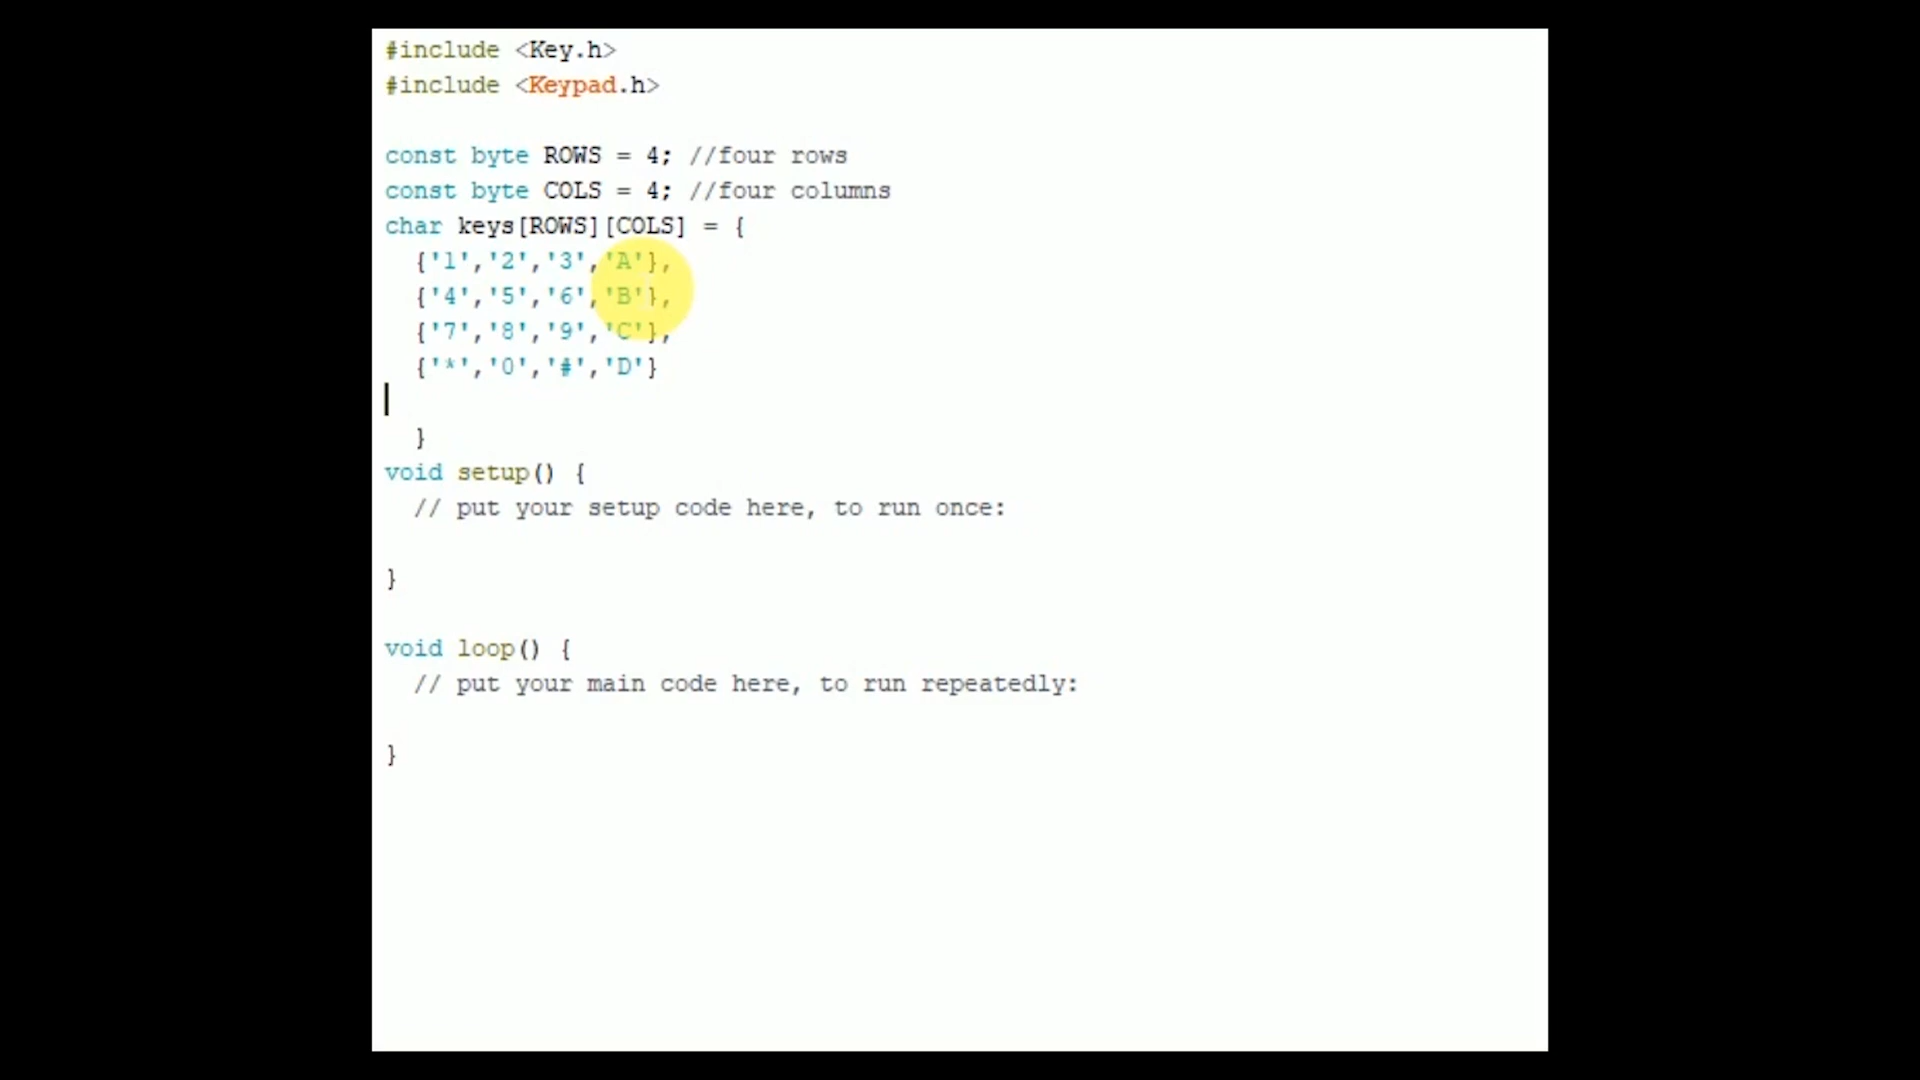 #include <Key.h>
#include <Keypad.h>
const byte ROWS = 4; //four rows
const byte COLS = 4; //four columns
char keys[ROWS][COLS] = {
{'1','2','3','A'},
{'4','5','6','B'},
{'7','8','9','C'},
{'*','0','#','D'}
}
void setup() {
// put your setup code here, to run once:
}
void loop() {
// put your main code here, to run repeatedly:
}